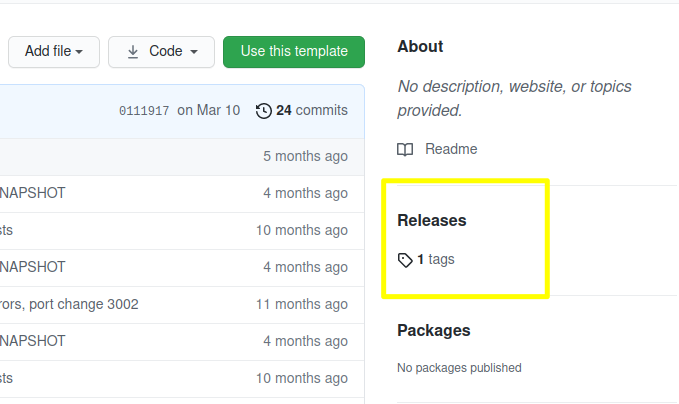 Add file Code Use this template
0111917 on Mar 10 24 commits
5 months ago
NAPSHOT 4 months ago
sts 10 months ago
NAPSHOT 4 months ago
rors, port change 3002 11 months ago
NAPSHOT 4 months ago
sts 10 months ago
About
No description, website, or topics
provided.
Readme
Releases
1 tags
Packages
No packages published